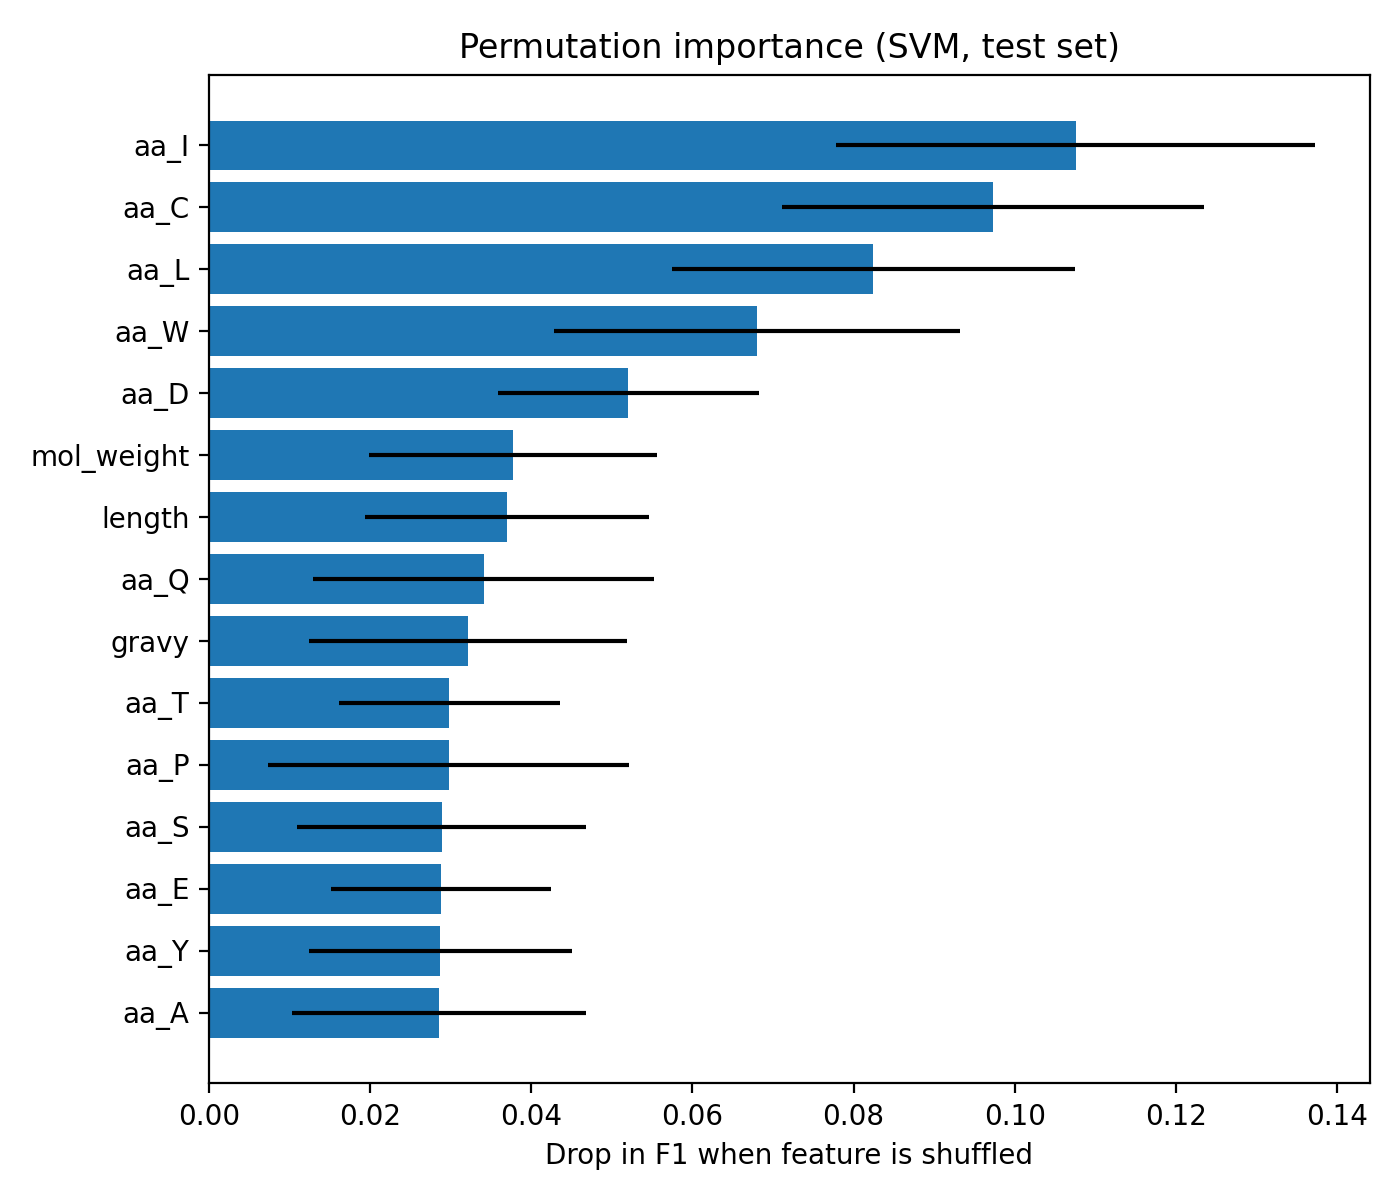 Permutation importance (SVM, test set)
aa_I
aa_C
aa_L
aa_W
aa_D
mol_weight
length
aa_Q
gravy
aa_T
aa_P
aa_S
aa_E
aa_Y
aa_A
0.00 0.02 0.04 0.06 0.08 0.10 0.12 0.14
Drop in F1 when feature is shuffled